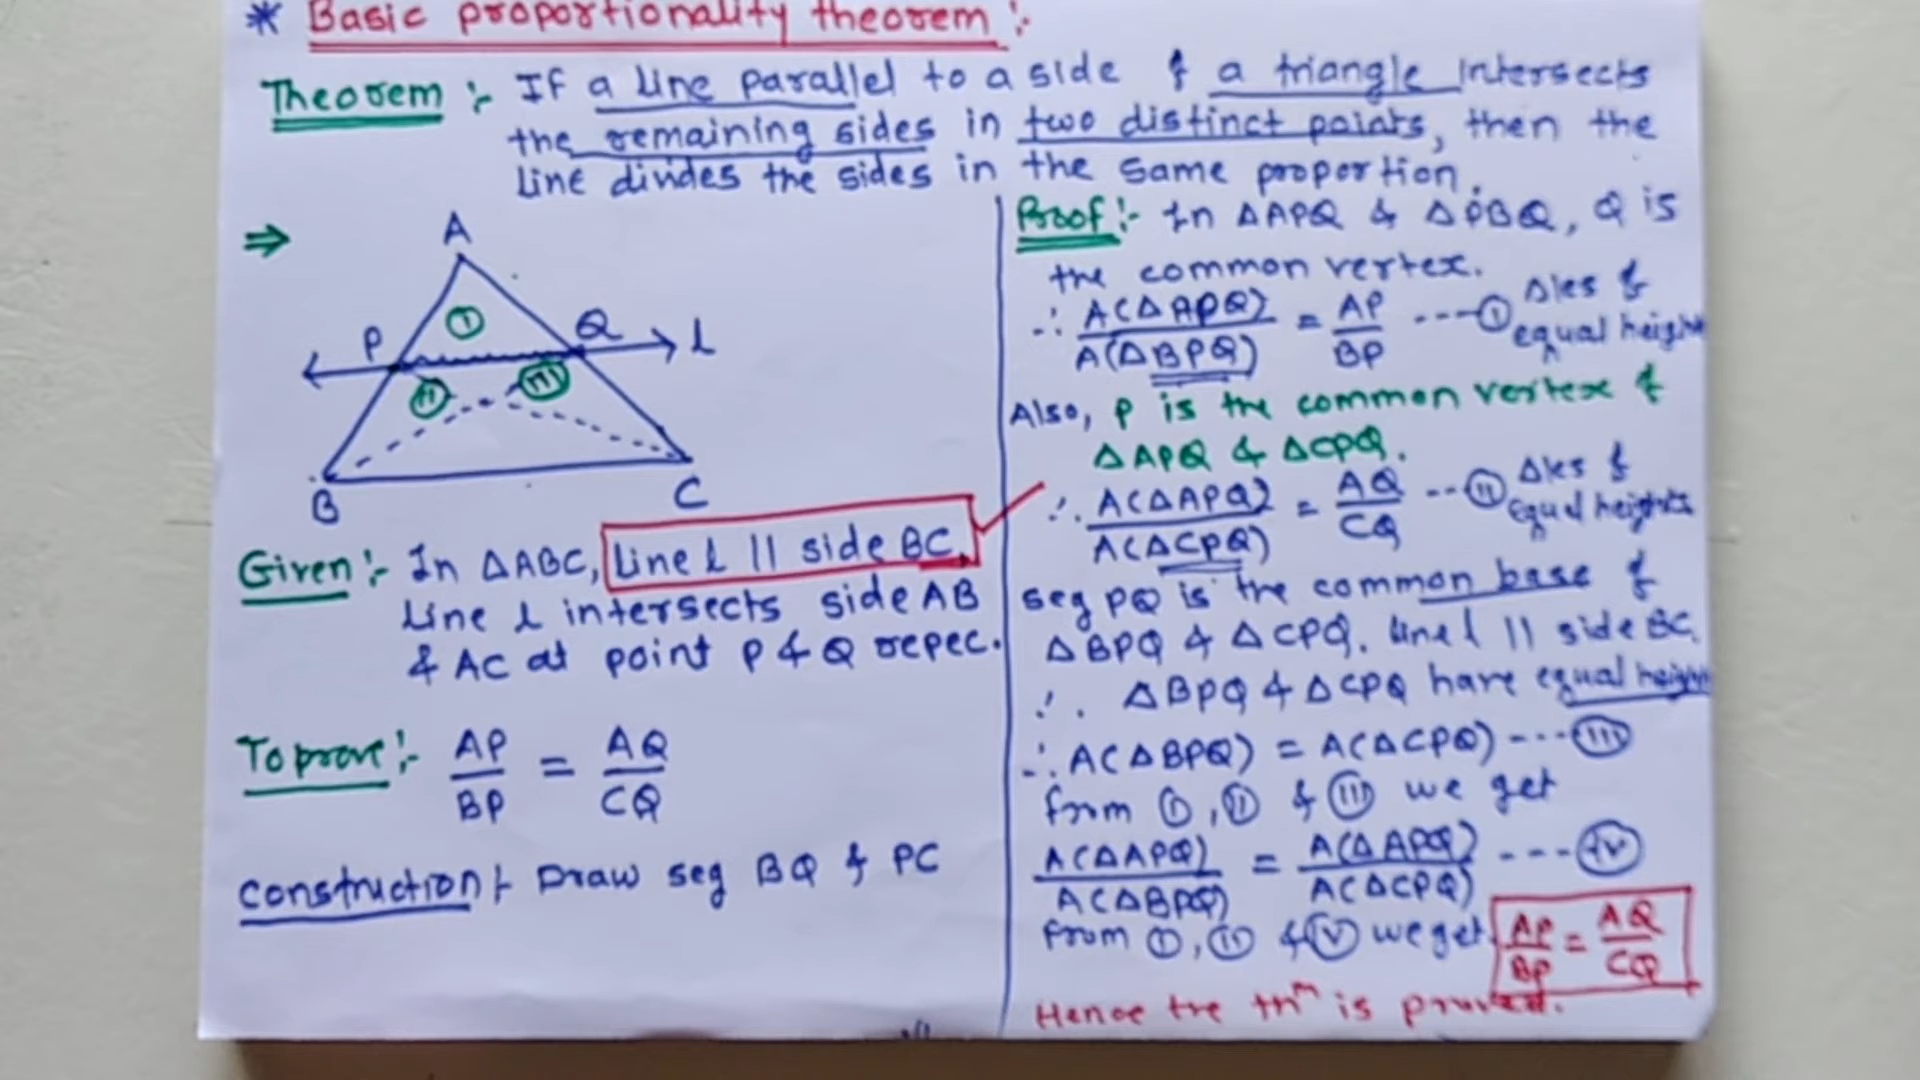 * Basic proportionality theorem :-
Theorem :- If a line parallel to a side of a triangle intersects
the remaining sides in two distinct points, then the
line divides the sides in the same proportion.
⇒
A
P
Q
l
I
II
III
B
C
Given :- In ΔABC, line l || side BC.
Line l intersects side AB
& AC at point P & Q repec.
To prove :- AP/BP = AQ/CQ
Construction :- Draw seg BQ & PC
Proof :- In ΔAPQ & ΔPBQ, Q is
the common vertex.
∴ A(ΔAPQ)/A(ΔBPQ) = AP/BP ---- I Δles of equal height
Also, P is the common vertex of
ΔAPQ & ΔCPQ.
∴ A(ΔAPQ)/A(ΔCPQ) = AQ/CQ -- II Δles of equal heights
seg PQ is the common base of
ΔBPQ & ΔCPQ. line l || side BC.
∴ ΔBPQ & ΔCPQ have equal height
∴ A(ΔBPQ) = A(ΔCPQ) --- III
from I, II & III we get
A(ΔAPQ)/A(ΔBPQ) = A(ΔAPQ)/A(ΔCPQ) ---- IV
from I, II & IV we get AP/BP = AQ/CQ
Hence the thm is proved.